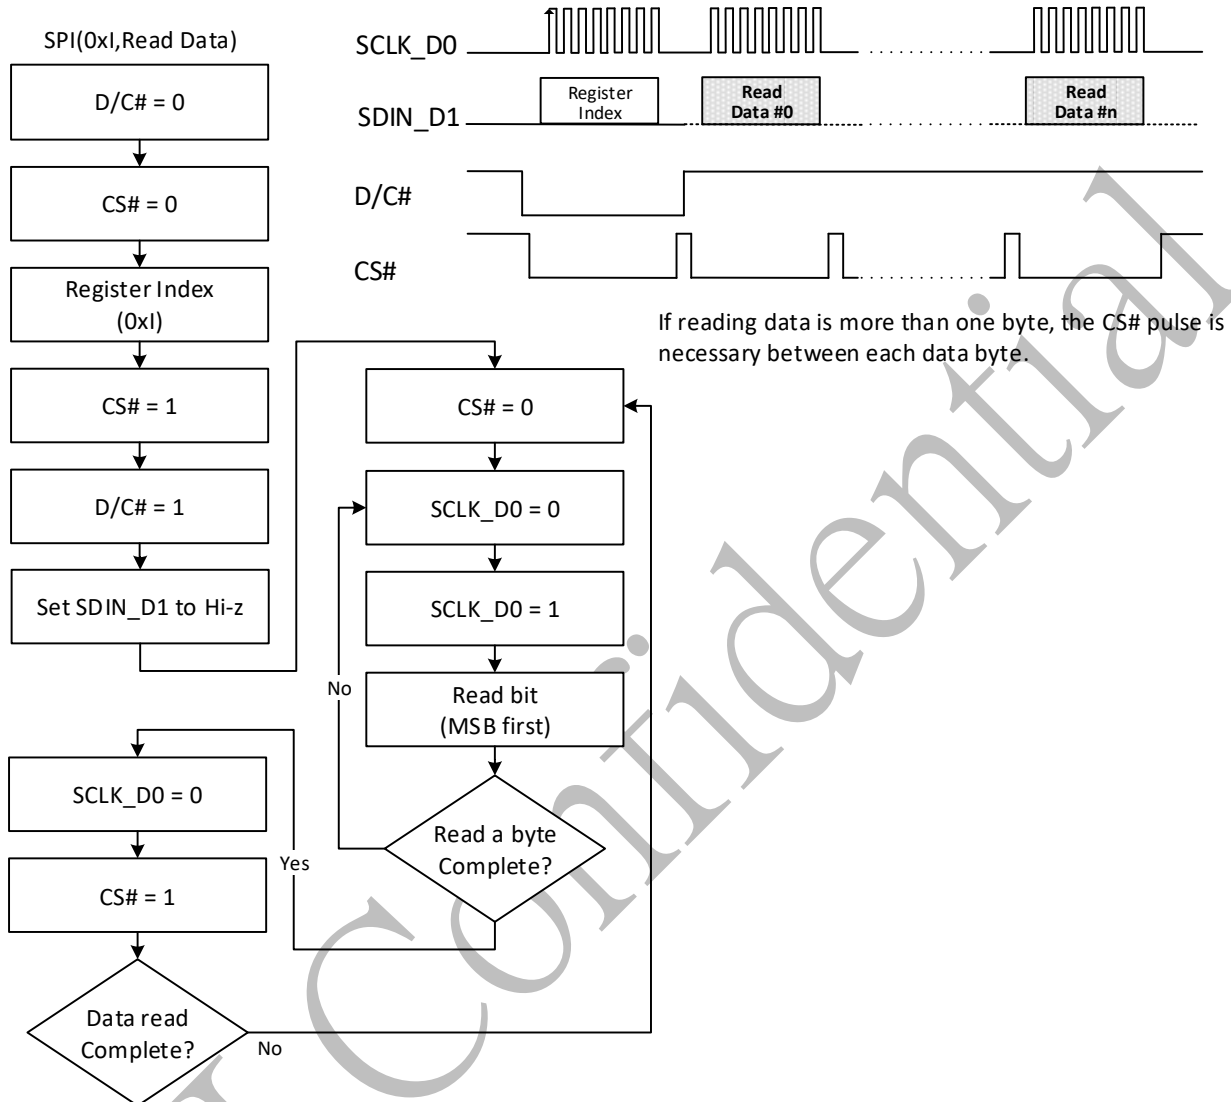 SPI(0xI,Read Data)
D/C# = 0
CS# = 0
Register Index
(0xI)
CS# = 1
D/C# = 1
Set SDIN_D1 to Hi-z
SCLK_D0
SDIN_D1
Register
Index
Read
Data #0
Read
Data #n
D/C#
CS#
If reading data is more than one byte, the CS# pulse is
necessary between each data byte.
CS# = 0
SCLK_D0 = 0
SCLK_D0 = 1
Read bit
(MSB first)
Read a byte
Complete?
No
Yes
SCLK_D0 = 0
CS# = 1
Data read
Complete?
No
Confidential